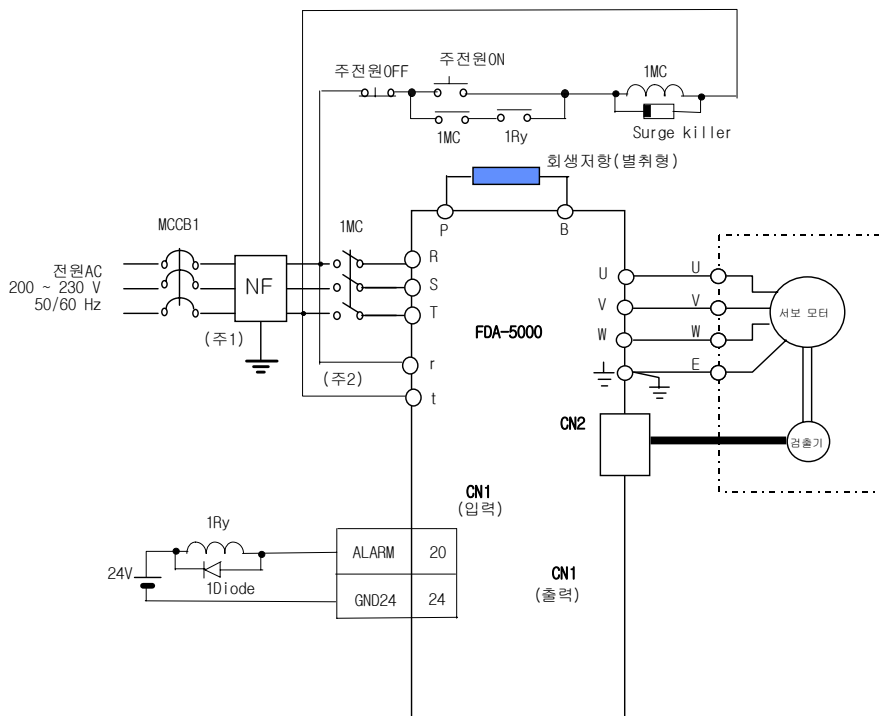 주전원OFF
주전원ON
1MC
1MC
1Ry
Surge killer
회생저항(별취형)
P
B
MCCB1
1MC
전원AC
200 ~ 230 V
50/60 Hz
NF
(주1)
R
S
T
(주2)
r
t
FDA-5000
U
V
W
U
V
W
E
서보 모터
검출기
CN2
CN1
(입력)
1Ry
24V
1Diode
ALARM
20
GND24
24
CN1
(출력)